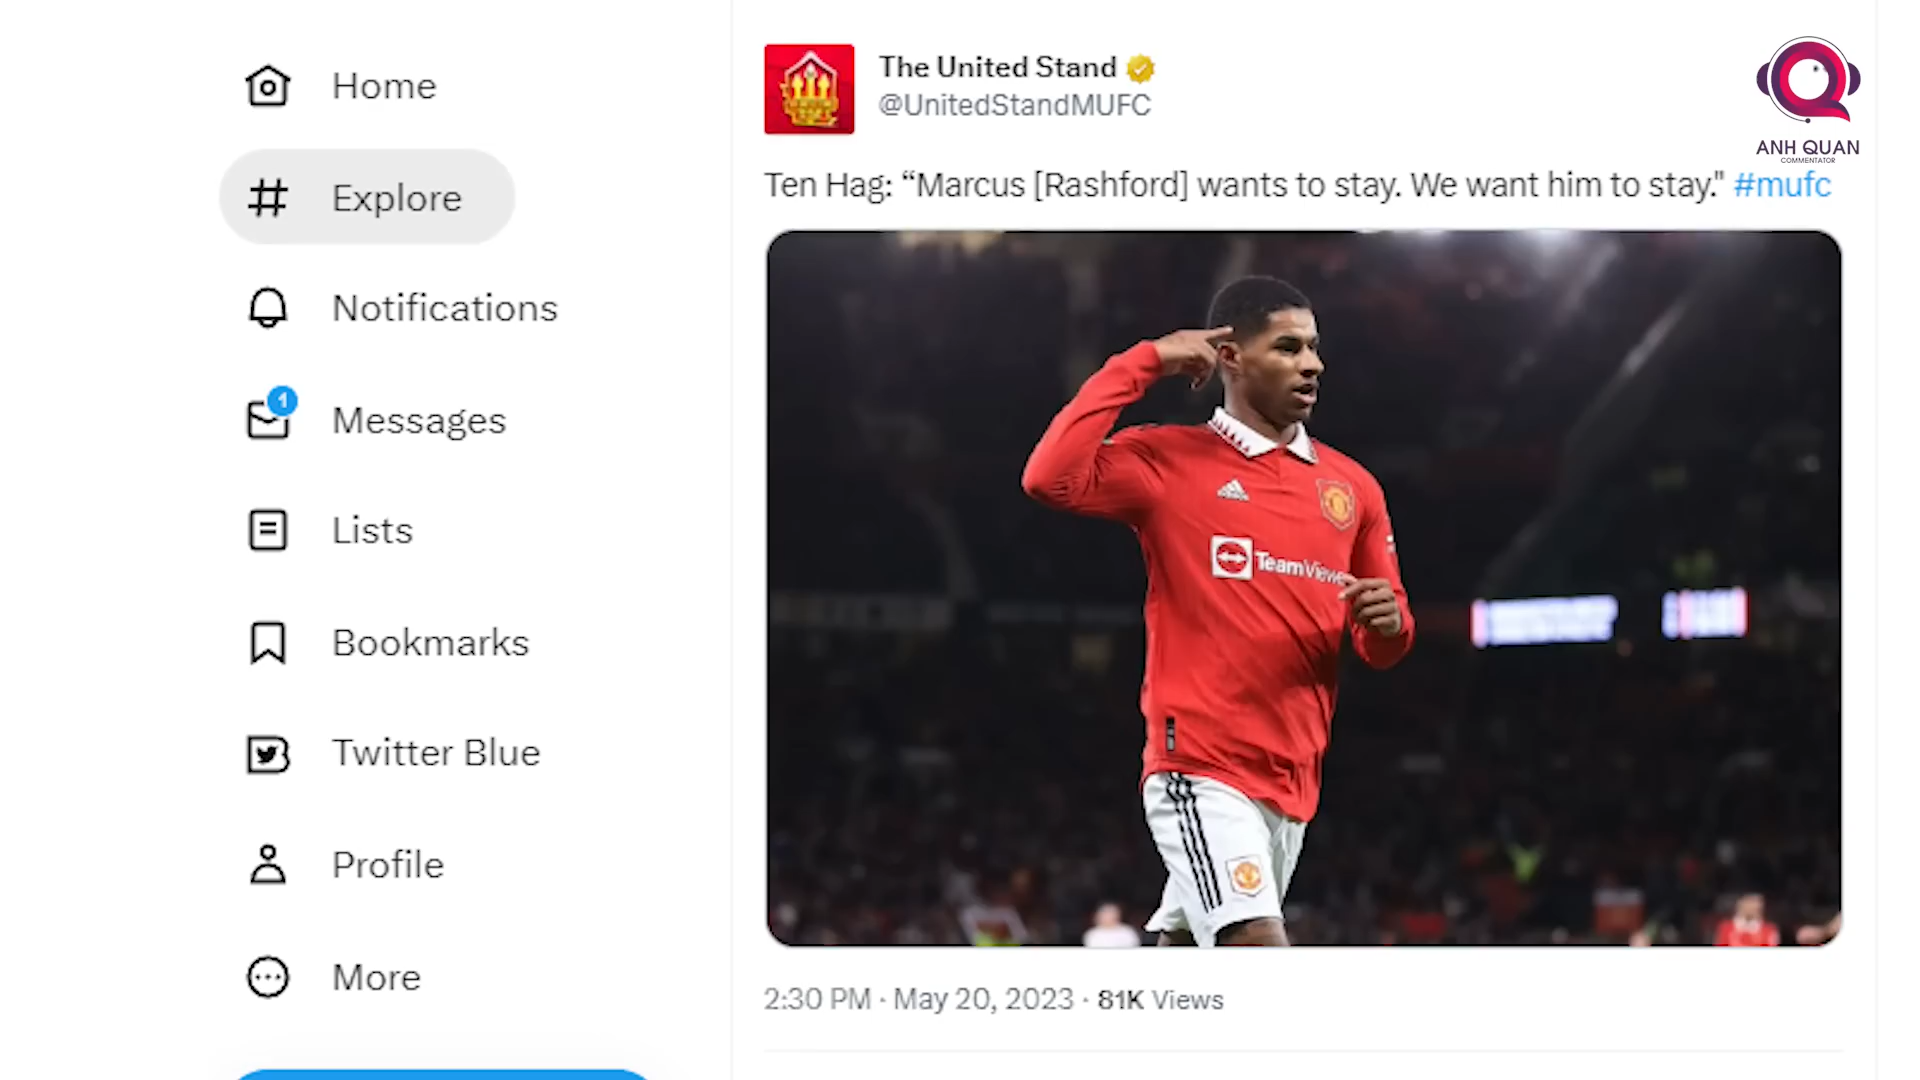 Home
Explore
Notifications
1
Messages
Lists
Bookmarks
Twitter Blue
Profile
More
The United Stand
@UnitedStandMUFC
ANH QUAN
COMMENTATOR
Ten Hag: “Marcus [Rashford] wants to stay. We want him to stay." #mufc
adidas
TeamViewe
2:30 PM · May 20, 2023 · 81K Views